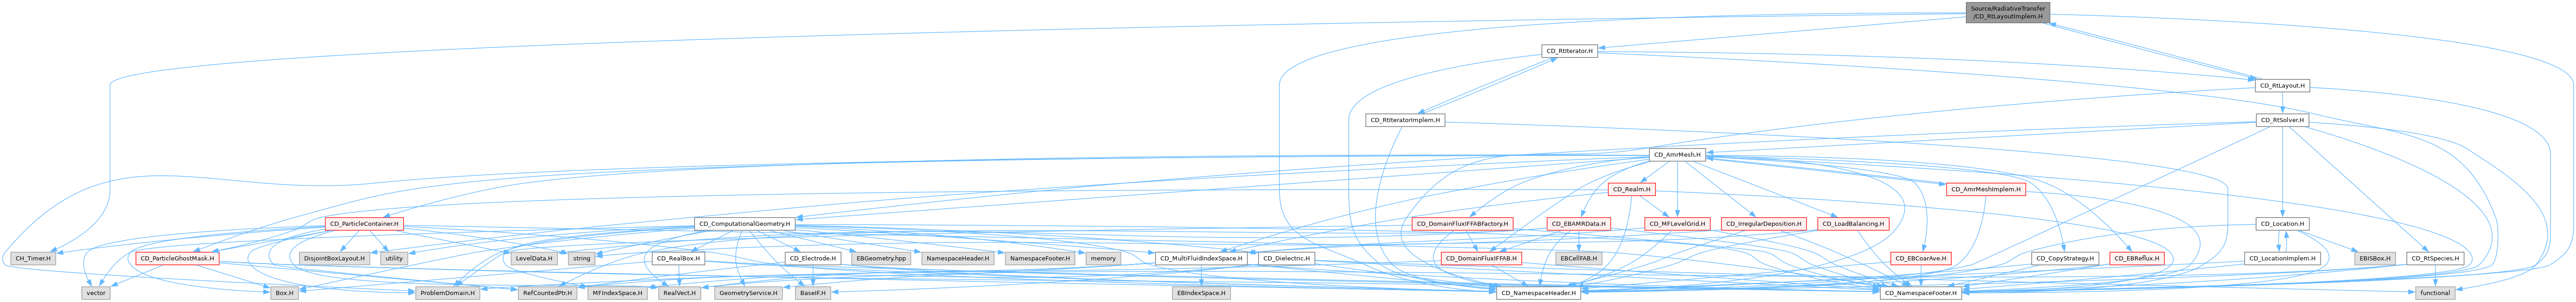 Source/RadiativeTransfer
/CD_RtLayoutImplem.H
CD_RtIterator.H
CD_RtLayout.H
CD_RtIteratorImplem.H
CD_RtSolver.H
CD_AmrMesh.H
CD_Realm.H
CD_AmrMeshImplem.H
CD_ParticleContainer.H
CD_ComputationalGeometry.H
CD_DomainFluxIFFABFactory.H
CD_EBAMRData.H
CD_MFLevelGrid.H
CD_IrregularDeposition.H
CD_LoadBalancing.H
CD_Location.H
CH_Timer.H
CD_ParticleGhostMask.H
DisjointBoxLayout.H
utility
LevelData.H
string
CD_RealBox.H
CD_Electrode.H
EBGeometry.hpp
NamespaceHeader.H
NamespaceFooter.H
memory
CD_MultiFluidIndexSpace.H
CD_Dielectric.H
EBCellFAB.H
CD_DomainFluxIFFAB.H
CD_EBCoarAve.H
CD_CopyStrategy.H
CD_EBReflux.H
CD_LocationImplem.H
EBISBox.H
CD_RtSpecies.H
vector
Box.H
ProblemDomain.H
RefCountedPtr.H
MFIndexSpace.H
RealVect.H
GeometryService.H
BaseIF.H
EBIndexSpace.H
CD_NamespaceHeader.H
CD_NamespaceFooter.H
functional